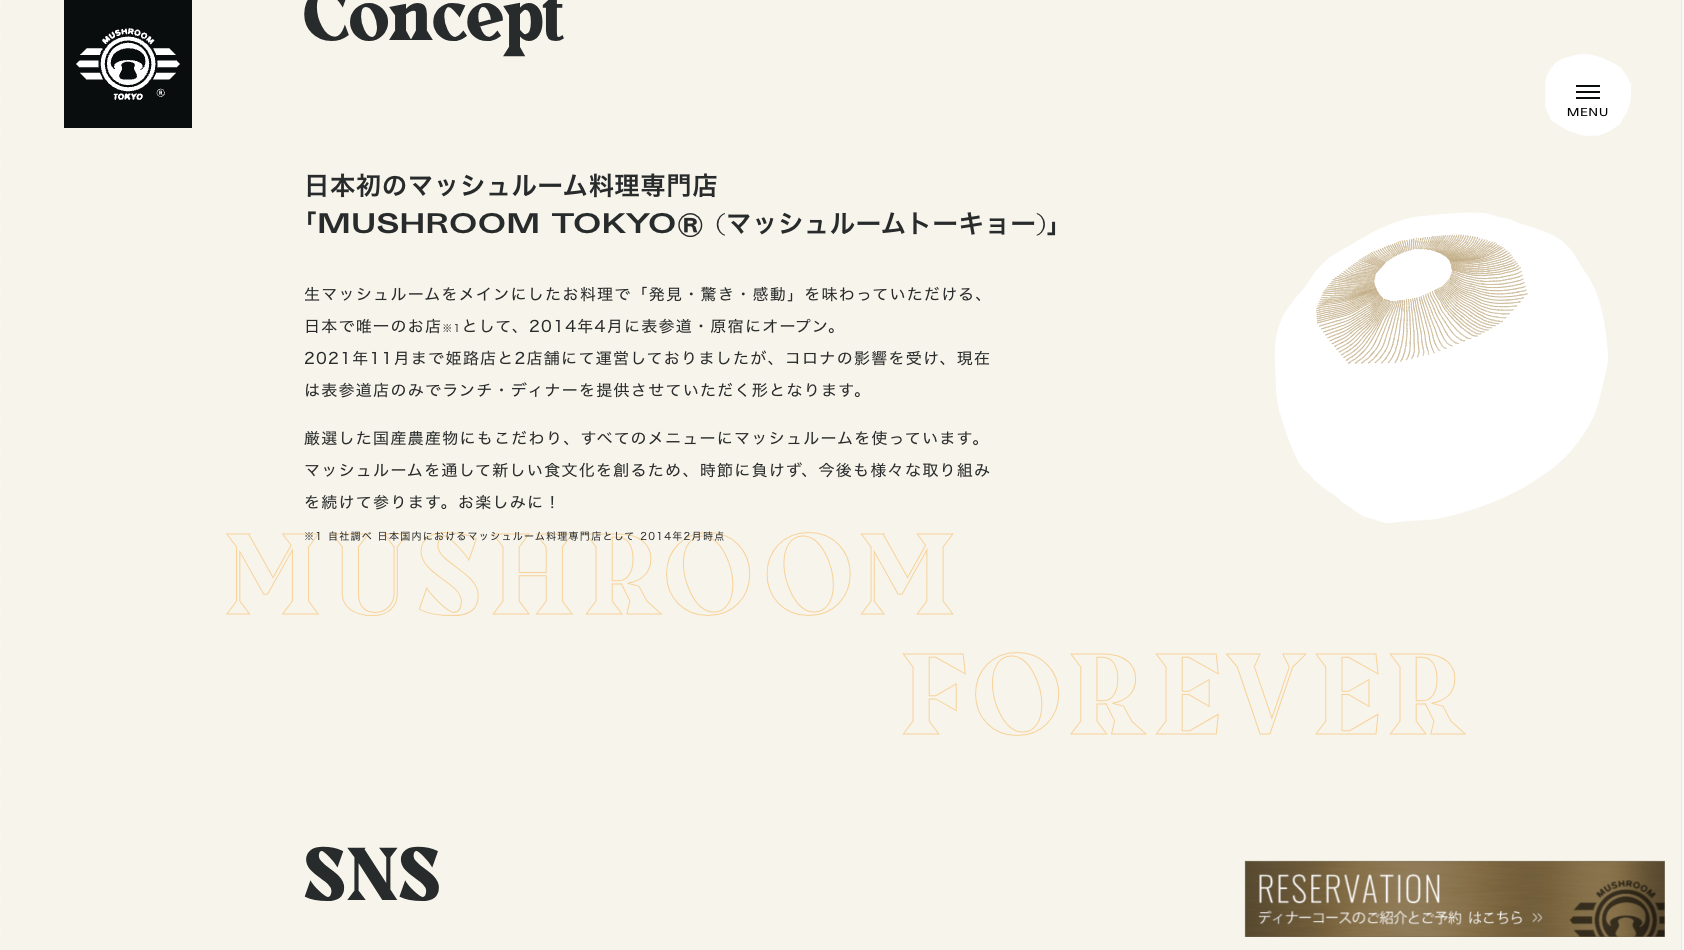 Concept
MUSHROOM
TOKYO
®
MENU
日本初のマッシュルーム料理専門店
「MUSHROOM TOKYO®（マッシュルームトーキョー）」
生マッシュルームをメインにしたお料理で「発見・驚き・感動」を味わっていただける、
日本で唯一のお店※1として、2014年4月に表参道・原宿にオープン。
2021年11月まで姫路店と2店舗にて運営しておりましたが、コロナの影響を受け、現在
は表参道店のみでランチ・ディナーを提供させていただく形となります。
厳選した国産農産物にもこだわり、すべてのメニューにマッシュルームを使っています。
マッシュルームを通して新しい食文化を創るため、時節に負けず、今後も様々な取り組み
を続けて参ります。お楽しみに！
※1 自社調べ 日本国内におけるマッシュルーム料理専門店として 2014年2月時点
MUSHROOM
FOREVER
SNS
RESERVATION
ディナーコースのご紹介とご予約 はこちら »
MUSHROOM